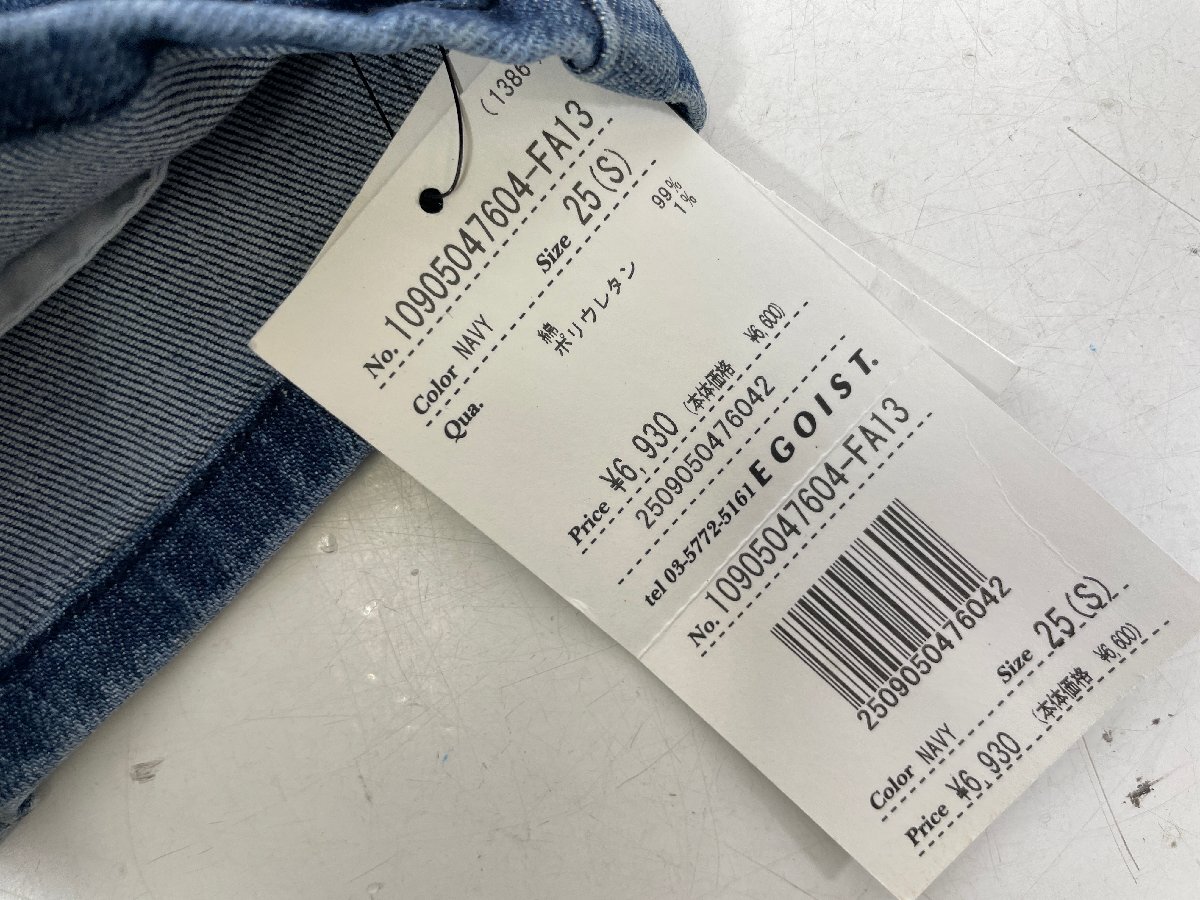 (1386
No. 10905047604-FA13
Color NAVY Size 25(S)
Qua.
綿 99%
ポリウレタン 1%
Price ¥6,930 (本体価格 ¥6,600)
2509050476042
tel 03-5772-5161 EGOIST.
No. 10905047604-FA13
2509050476042
Color NAVY Size 25(S)
Price ¥6,930 (本体価格 ¥6,600)